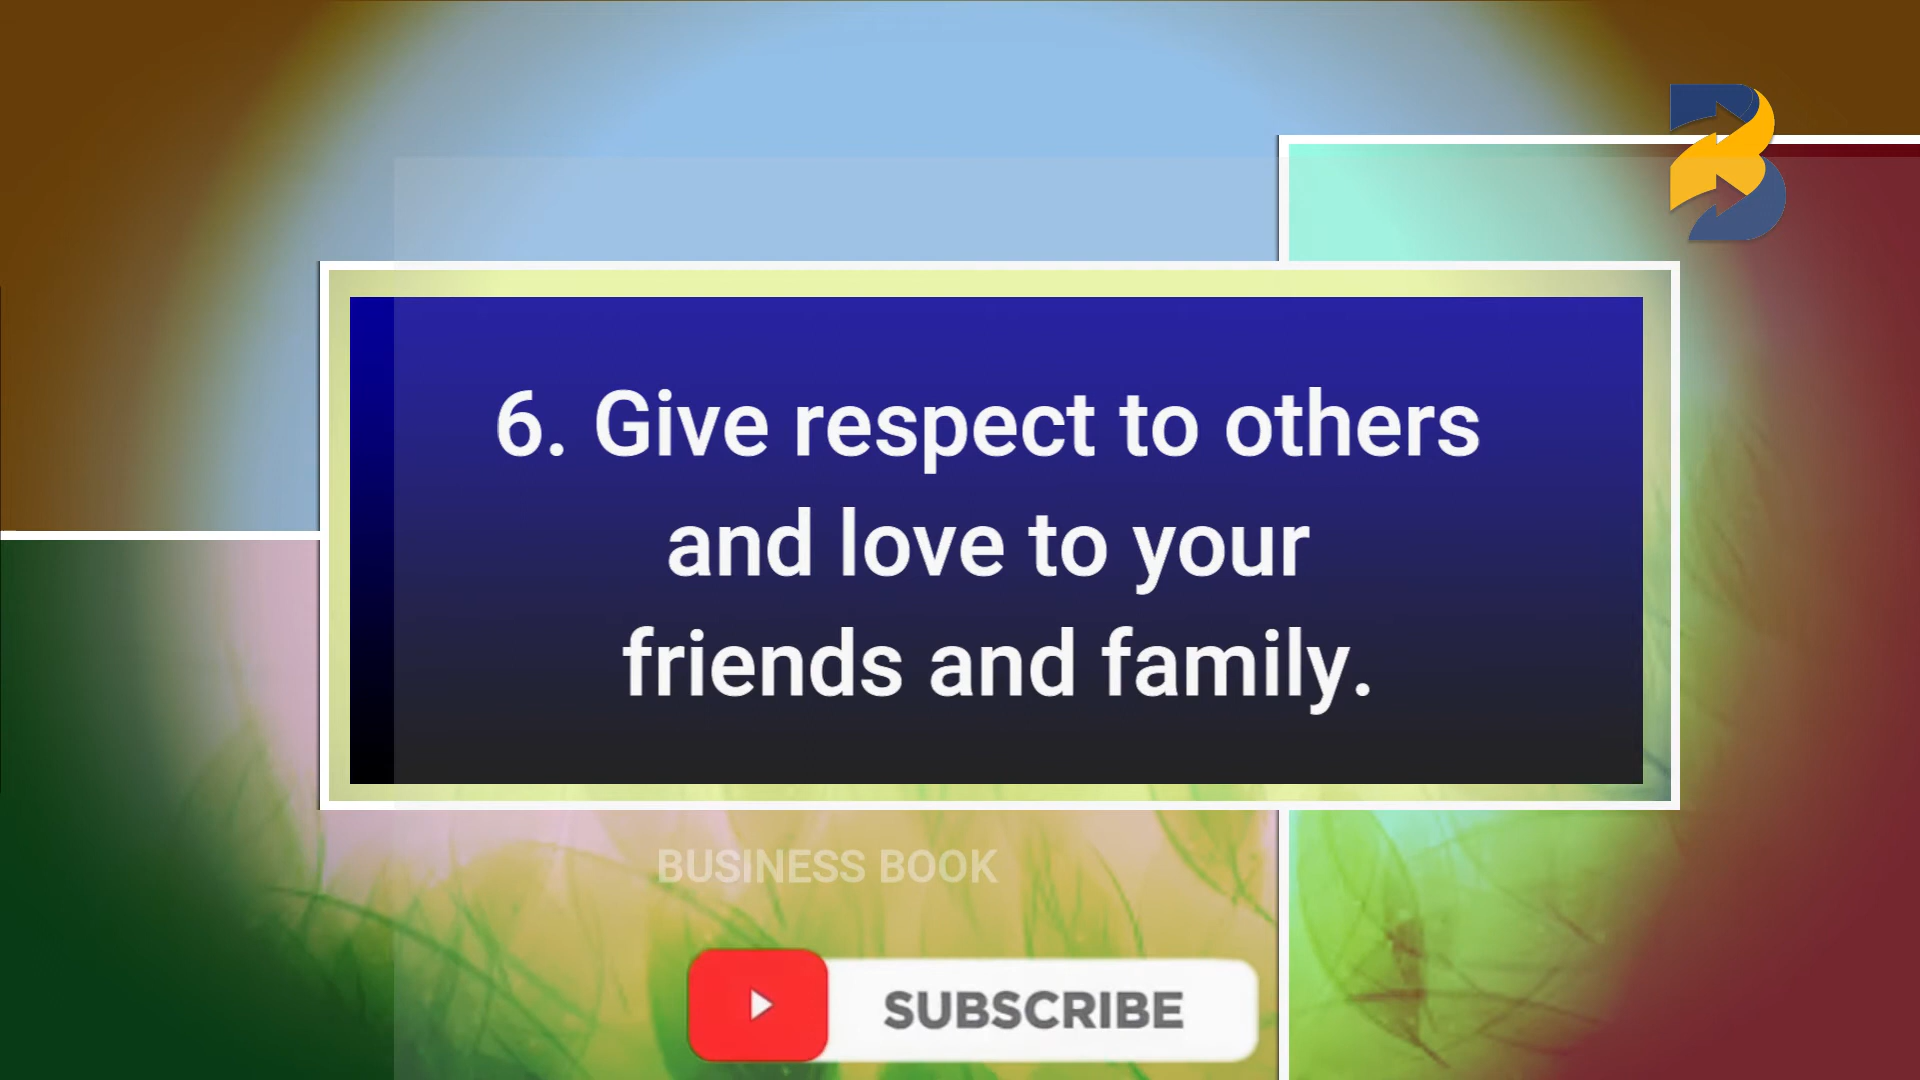 6. Give respect to others
and love to your
friends and family.
BUSINESS BOOK
SUBSCRIBE